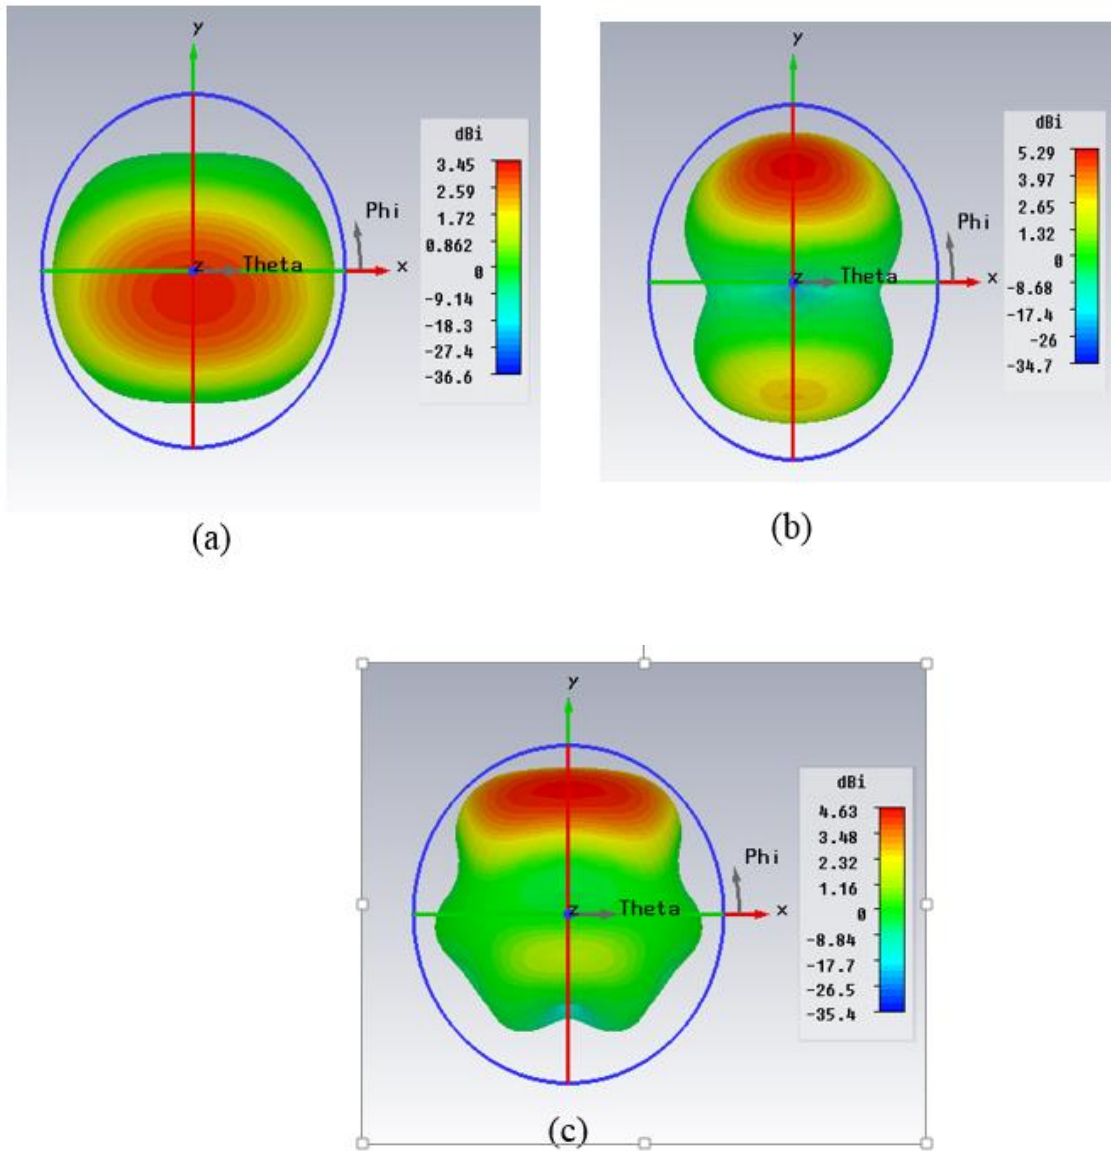 y
dBi
3.45
2.59
1.72
0.862
0
-9.14
-18.3
-27.4
-36.6
Phi
z
Theta
x
(a)
y
dBi
5.29
3.97
2.65
1.32
0
-8.68
-17.4
-26
-34.7
Phi
z
Theta
x
(b)
y
dBi
4.63
3.48
2.32
1.16
0
-8.84
-17.7
-26.5
-35.4
Phi
z
Theta
x
(c)